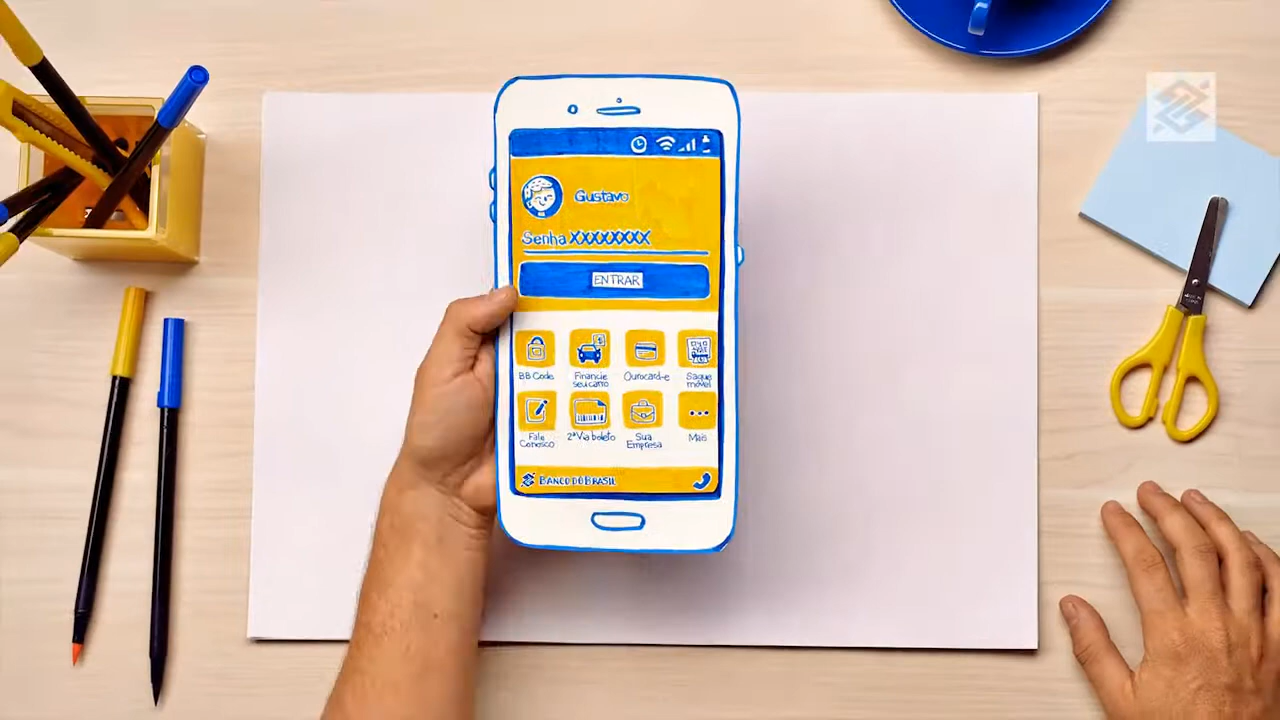 Gustavo
Senha XXXXXXXX
ENTRAR
BB Code
Financie seu carro
Ourocard-e
Saque móvel
Fale Conosco
2ª Via boleto
Sua Empresa
Mais
BANCO DO BRASIL